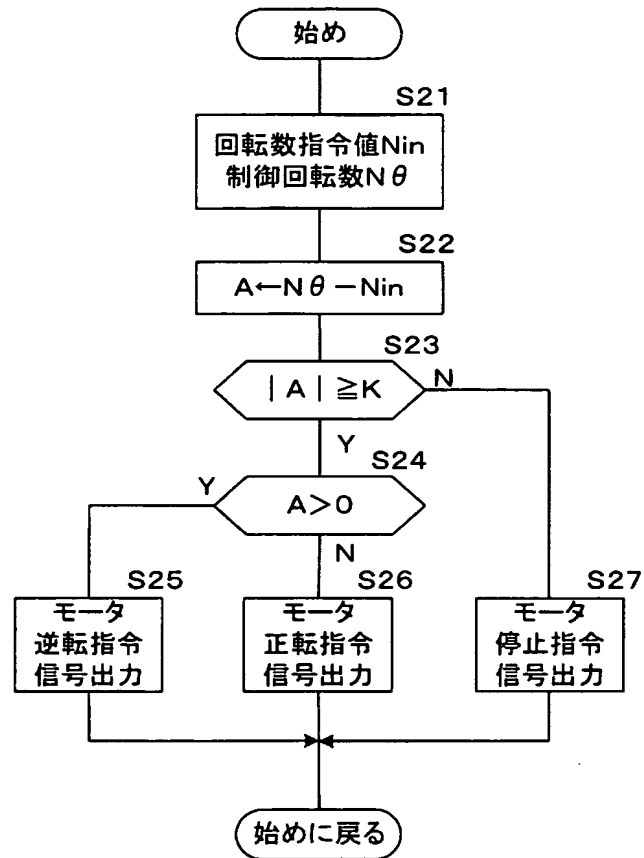 始め
S21
回転数指令値Nin
制御回転数Nθ
S22
A←Nθ－Nin
S23
｜A｜≧K
N
Y
S24
Y
A＞0
N
S25
モータ
逆転指令
信号出力
S26
モータ
正転指令
信号出力
S27
モータ
停止指令
信号出力
始めに戻る